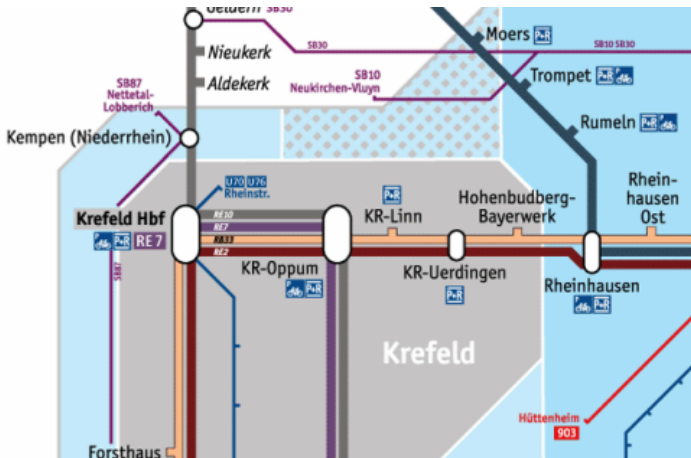 Geldern
SB30
SB30
SB10 SB30
Moers P+R
Nieukerk
Aldekerk
SB10
Neukirchen-Vluyn
Trompet P+R
SB87
Nettetal-
Lobberich
Rumeln P+R
Kempen (Niederrhein)
U70 U76
Rheinstr.
P+R
KR-Linn
Hohenbudberg-
Bayerwerk
Rhein-
hausen
Ost
Krefeld Hbf
P+R RE 7
RE10
RE7
RB33
RE2
SB87
KR-Oppum
P+R
KR-Uerdingen
P+R
Rheinhausen
P+R
Krefeld
Hüttenheim
903
Forsthaus